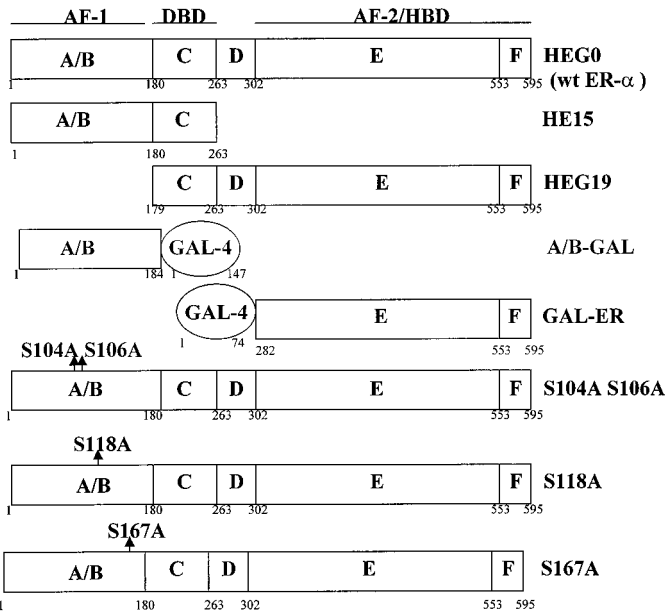 AF-1 DBD AF-2/HBD
A/B C D E F HEG0
1 180 263 302 553 595
(wt ER-α )
A/B C HE15
1 180 263
C D E F HEG19
179 263 302 553 595
A/B GAL-4 A/B-GAL
1 184 1 147
GAL-4 E F GAL-ER
1 74 282 553 595
S104A S106A
A/B C D E F S104A S106A
1 180 263 302 553 595
S118A
A/B C D E F S118A
1 180 263 302 553 595
S167A
A/B C D E F S167A
1 180 263 302 553 595